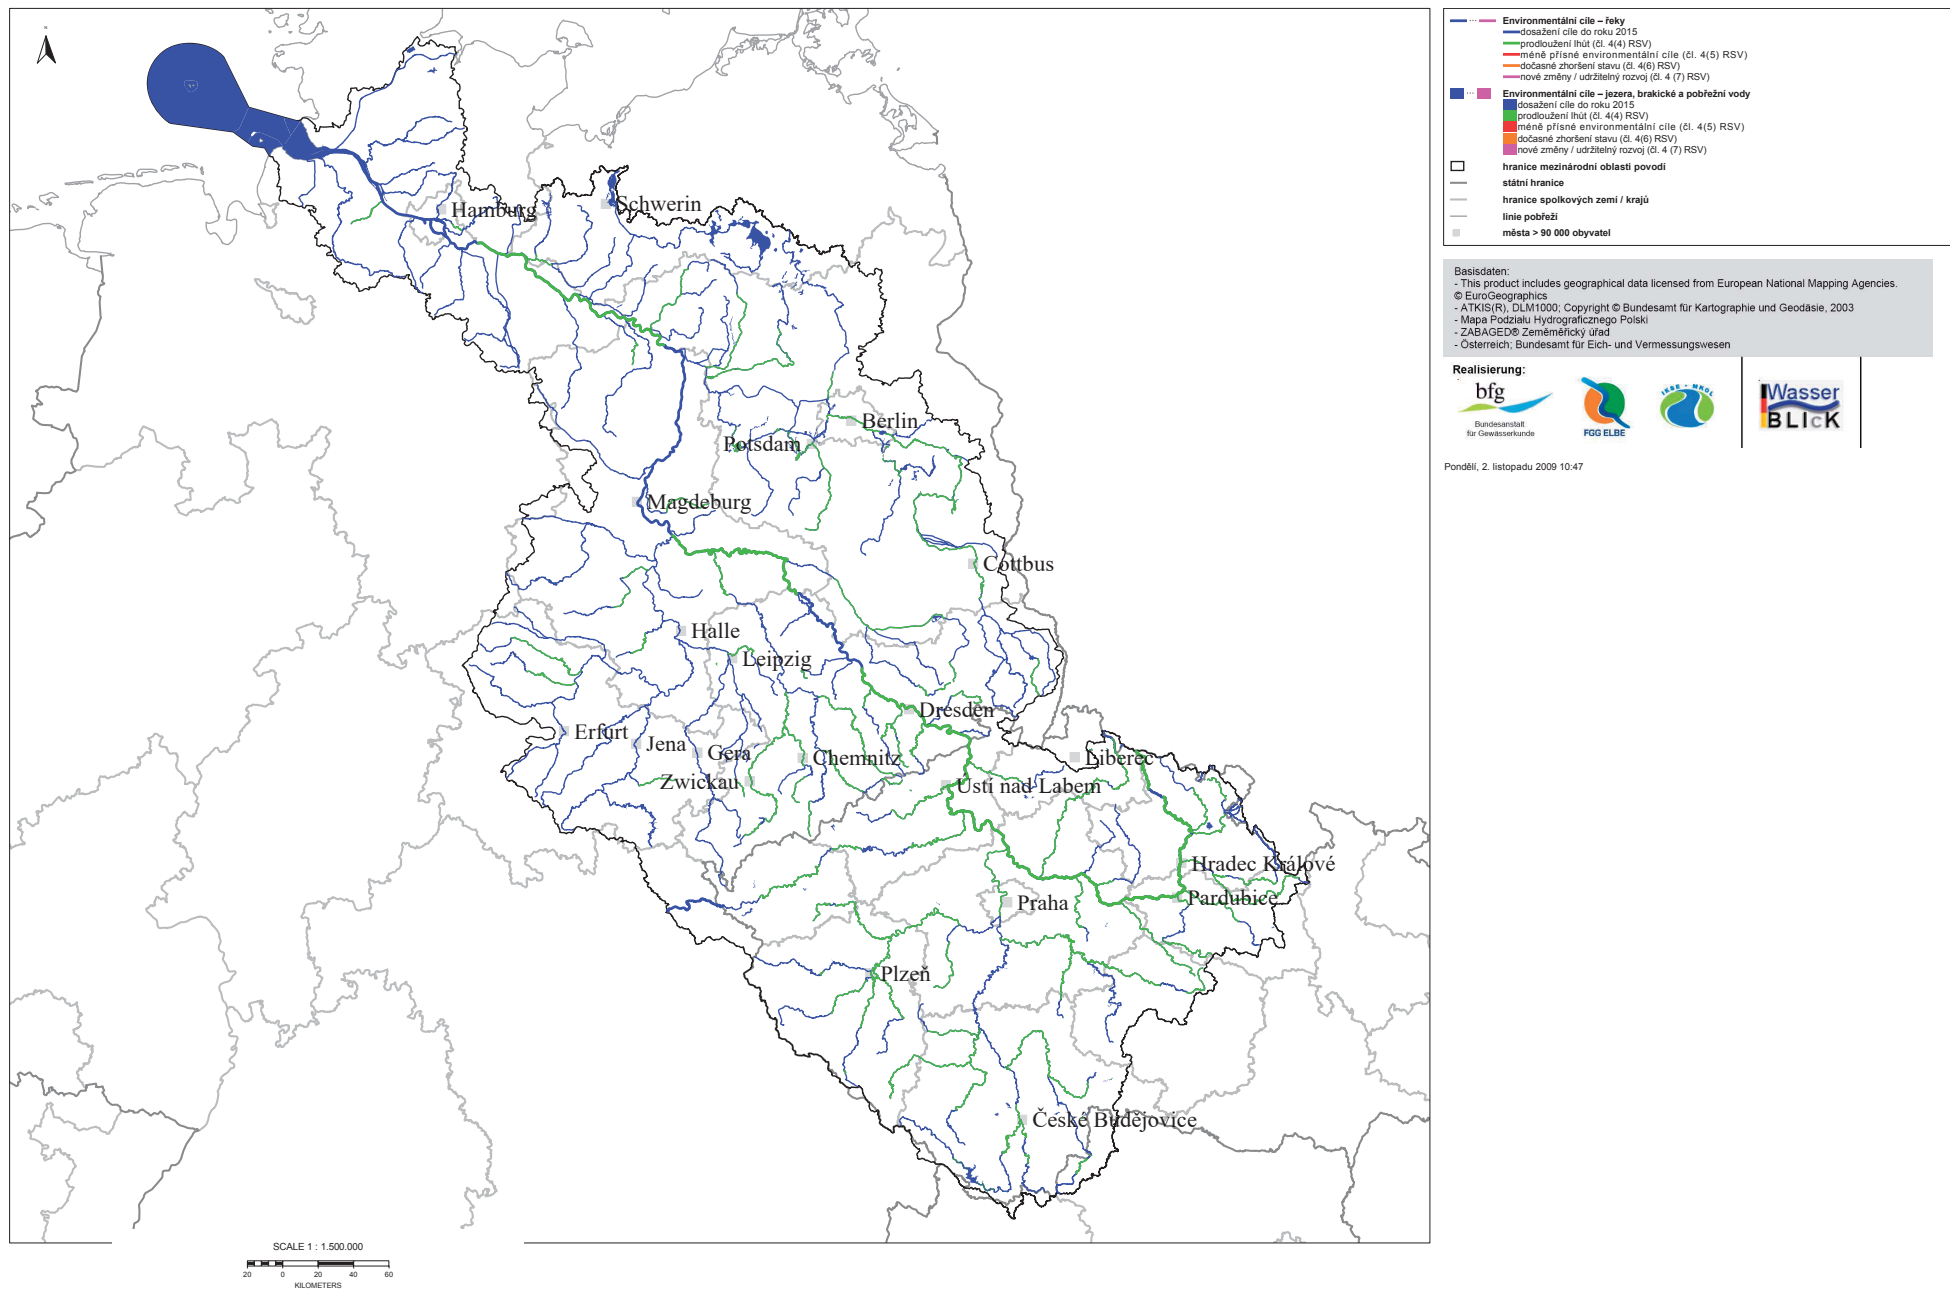 Environmentální cíle – řeky
dosažení cíle do roku 2015
prodloužení lhůt (čl. 4(4) RSV)
méně přísné environmentální cíle (čl. 4(5) RSV)
dočasné zhoršení stavu (čl. 4(6) RSV)
nové změny / udržitelný rozvoj (čl. 4 (7) RSV)
Environmentální cíle – jezera, brakické a pobřežní vody
dosažení cíle do roku 2015
prodloužení lhůt (čl. 4(4) RSV)
méně přísné environmentální cíle (čl. 4(5) RSV)
dočasné zhoršení stavu (čl. 4(6) RSV)
nové změny / udržitelný rozvoj (čl. 4 (7) RSV)
hranice mezinárodní oblasti povodí
státní hranice
hranice spolkových zemí / krajů
linie pobřeží
města > 90 000 obyvatel
Basisdaten:
- This product includes geographical data licensed from European National Mapping Agencies.
© EuroGeographics
- ATKIS(R), DLM1000; Copyright © Bundesamt für Kartographie und Geodäsie, 2003
- Mapa Podziału Hydrograficznego Polski
- ZABAGED® Zeměměřický úřad
- Österreich; Bundesamt für Eich- und Vermessungswesen
Realisierung:
bfg
Bundesanstalt
für Gewässerkunde
FGG ELBE
IKSE - MKOL
Wasser
BLIcK
Pondělí, 2. listopadu 2009 10:47
Hamburg
Schwerin
Berlin
Potsdam
Magdeburg
Cottbus
Halle
Leipzig
Dresden
Erfurt
Jena
Gera
Chemnitz
Zwickau
Liberec
Ústí nad Labem
Hradec Králové
Pardubice
Praha
Plzeň
České Budějovice
SCALE 1 : 1.500.000
20 0 20 40 60
KILOMETERS